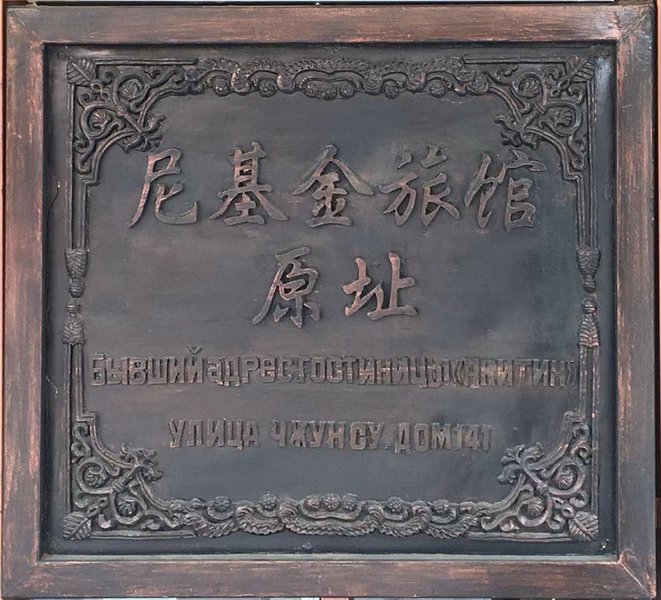 尼基金旅馆
原址
БЫВШИЙ АДРЕС ГОСТИНИЦЫ «НИКИТИН»
УЛИЦА ЧЖУНСУ. ДОМ 141